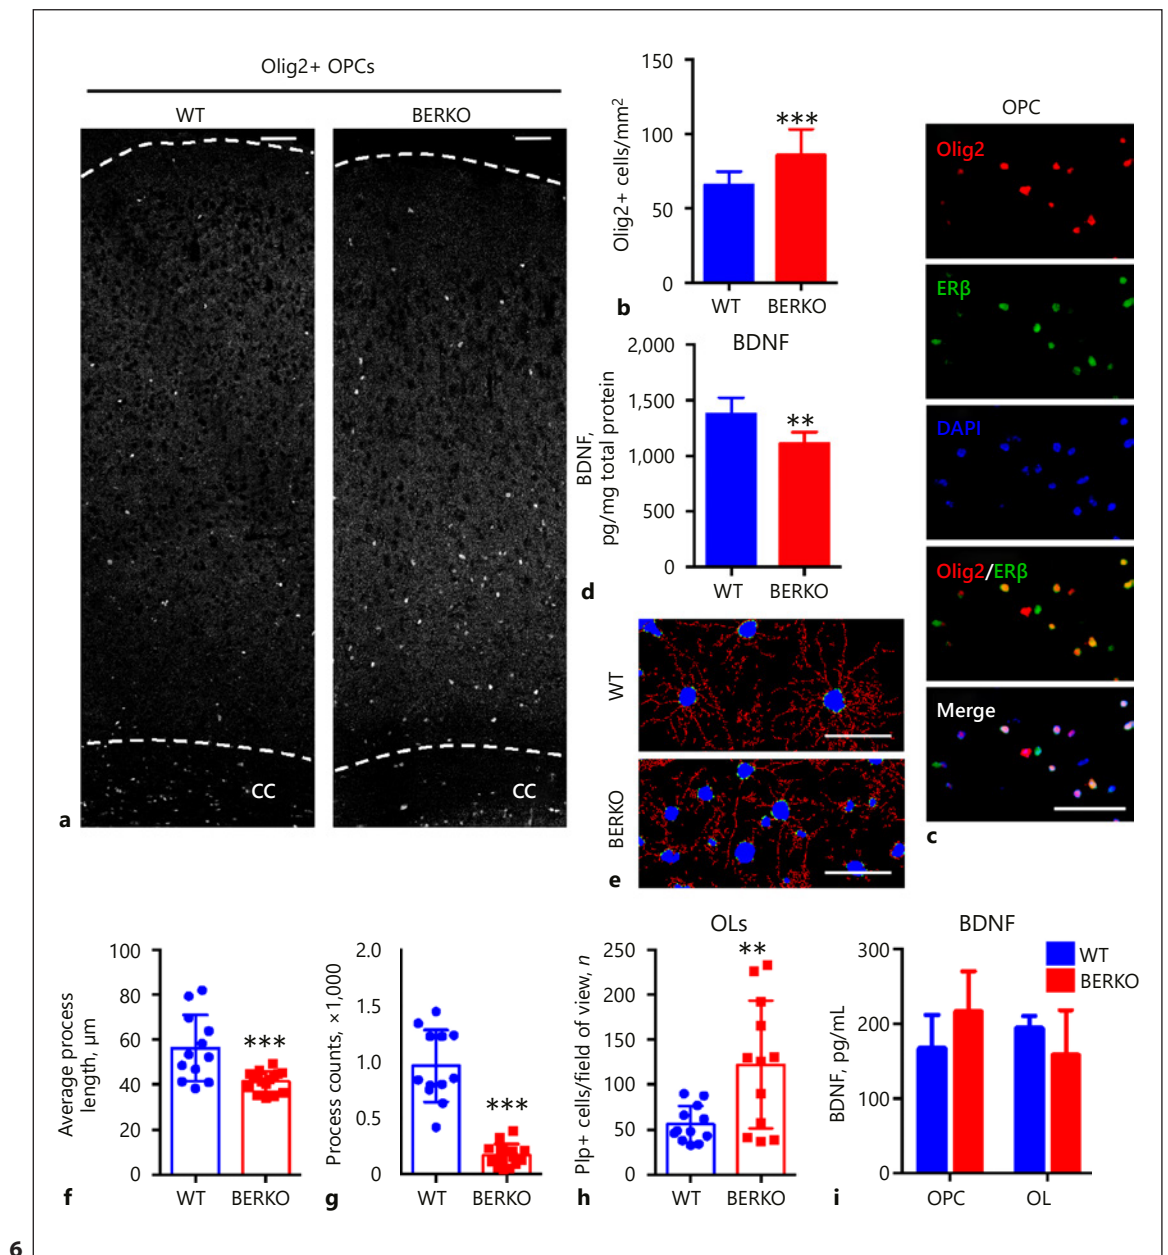 Olig2+ OPCs
WT
BERKO
CC
CC
a
Olig2+ cells/mm2
150
100
50
0
***
WT
BERKO
b
OPC
Olig2
ERβ
DAPI
Olig2/ERβ
Merge
c
BDNF
BDNF,
pg/mg total protein
2,000
1,500
1,000
500
0
**
WT
BERKO
d
WT
BERKO
e
Average process
length, μm
100
80
60
40
20
0
***
WT
BERKO
f
Process counts, ×1,000
2.0
1.5
1.0
0.5
0
***
WT
BERKO
g
OLs
Plp+ cells/field of view, n
250
200
150
100
50
0
**
WT
BERKO
h
BDNF
BDNF, pg/mL
300
200
100
0
WT
BERKO
OPC
OL
i
6